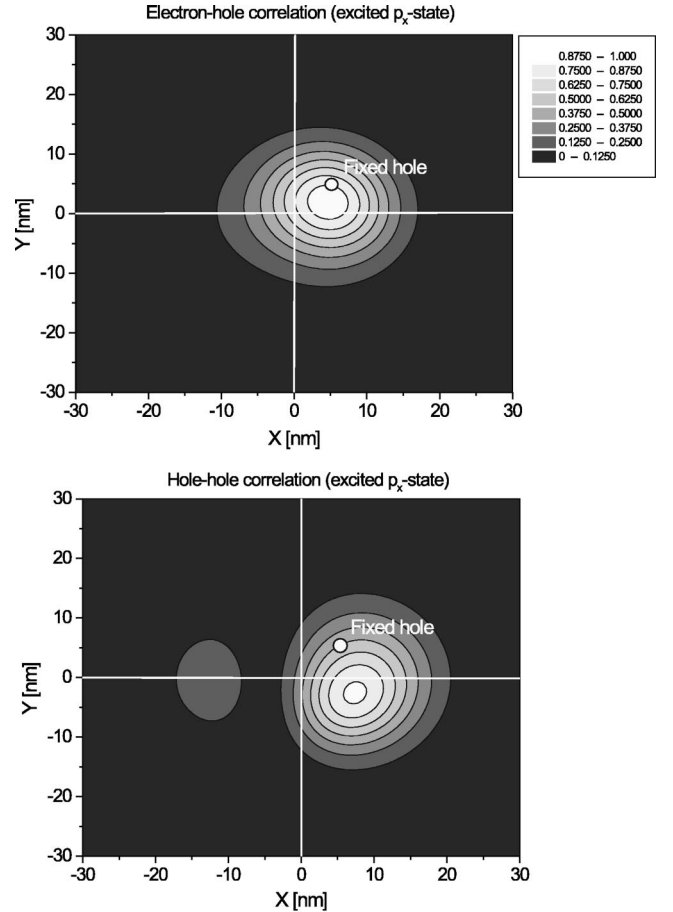 Electron-hole correlation (excited pₓ-state)
0.8750 – 1.000
0.7500 – 0.8750
0.6250 – 0.7500
0.5000 – 0.6250
0.3750 – 0.5000
0.2500 – 0.3750
0.1250 – 0.2500
0 – 0.1250
30
20
10
0
-10
-20
-30
Y [nm]
Fixed hole
-30 -20 -10 0 10 20 30
X [nm]
Hole-hole correlation (excited pₓ-state)
30
20
10
0
-10
-20
-30
Y [nm]
Fixed hole
-30 -20 -10 0 10 20 30
X [nm]